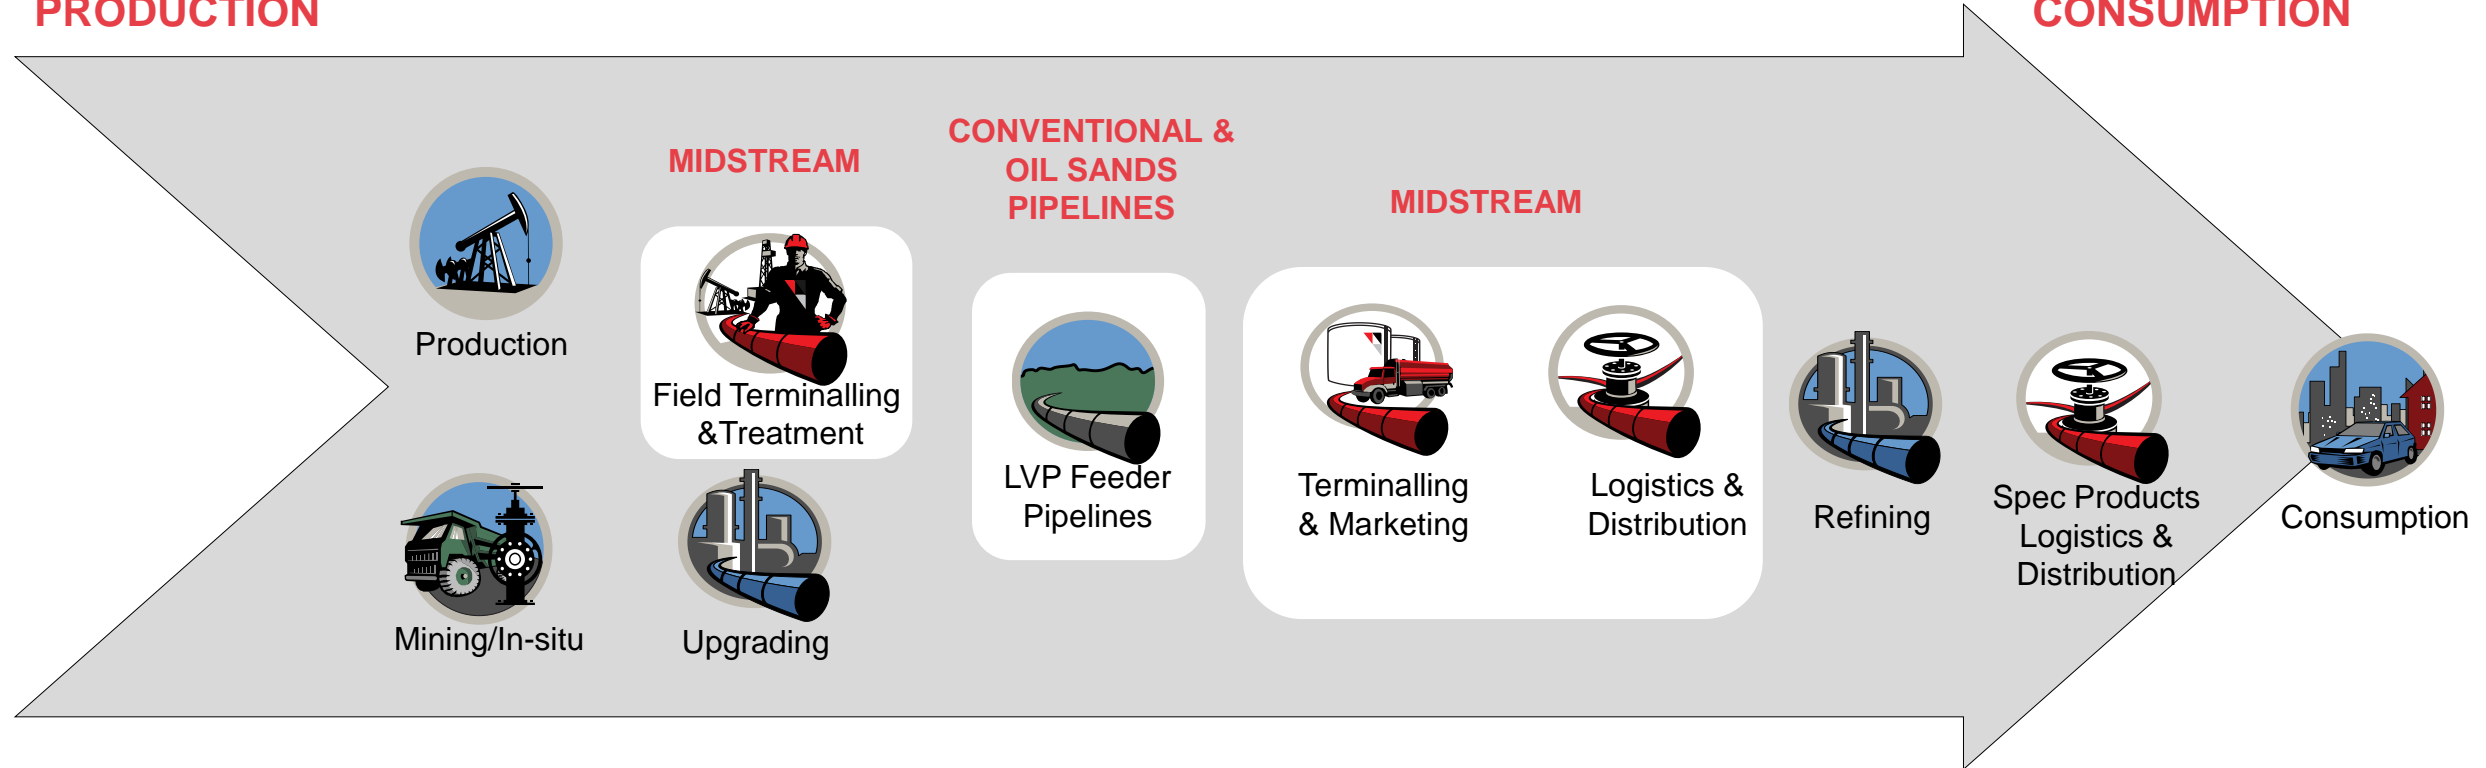 PRODUCTION
CONSUMPTION
MIDSTREAM
CONVENTIONAL &
OIL SANDS
PIPELINES
MIDSTREAM
Production
Field Terminalling
&Treatment
LVP Feeder
Pipelines
Terminalling
& Marketing
Logistics &
Distribution
Refining
Spec Products
Logistics &
Distribution
Consumption
Mining/In-situ
Upgrading